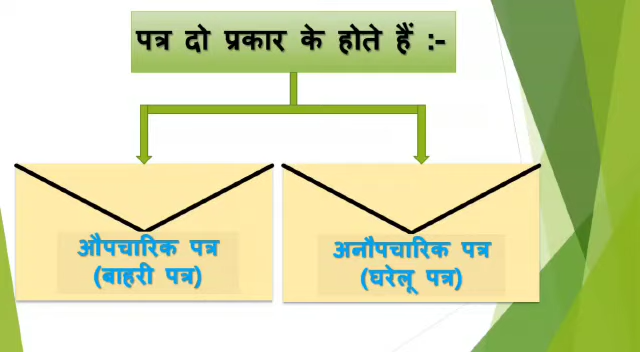 पत्र दो प्रकार के होते हैं :-
औपचारिक पत्र
(बाहरी पत्र)
अनौपचारिक पत्र
(घरेलू पत्र)